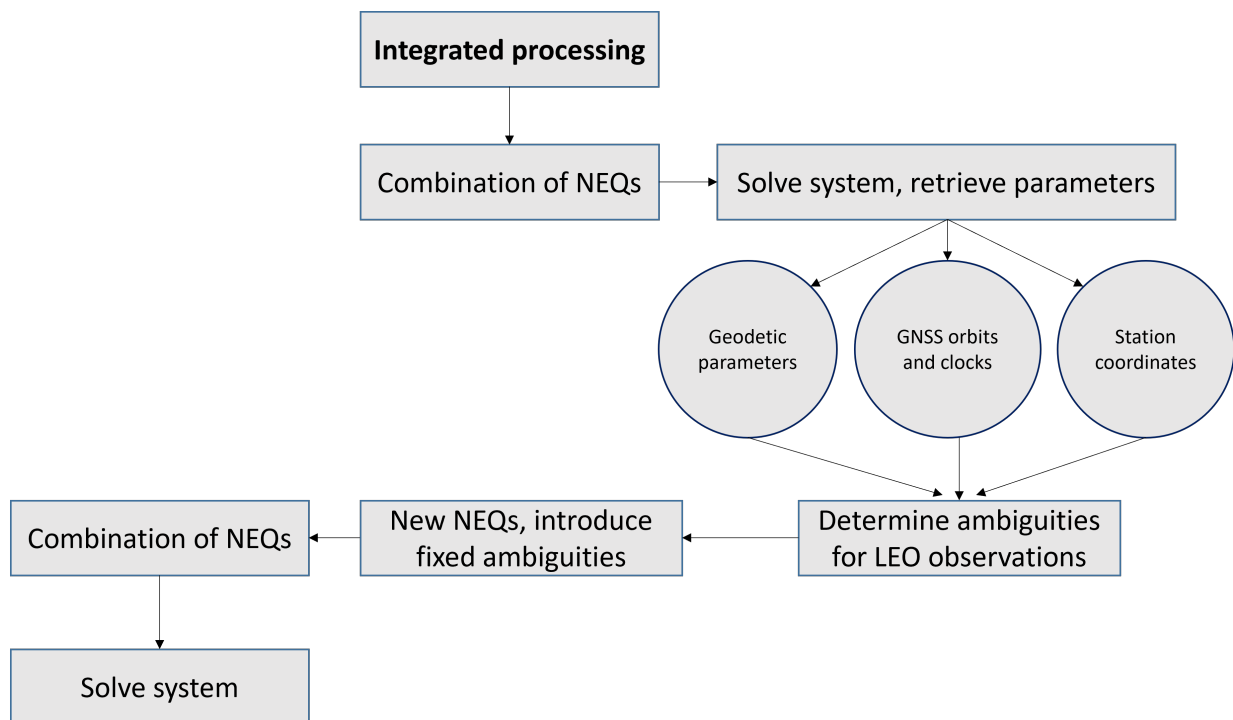 Integrated processing
Combination of NEQs
Solve system, retrieve parameters
Geodetic
parameters
GNSS orbits
and clocks
Station
coordinates
Determine ambiguities
for LEO observations
New NEQs, introduce
fixed ambiguities
Combination of NEQs
Solve system